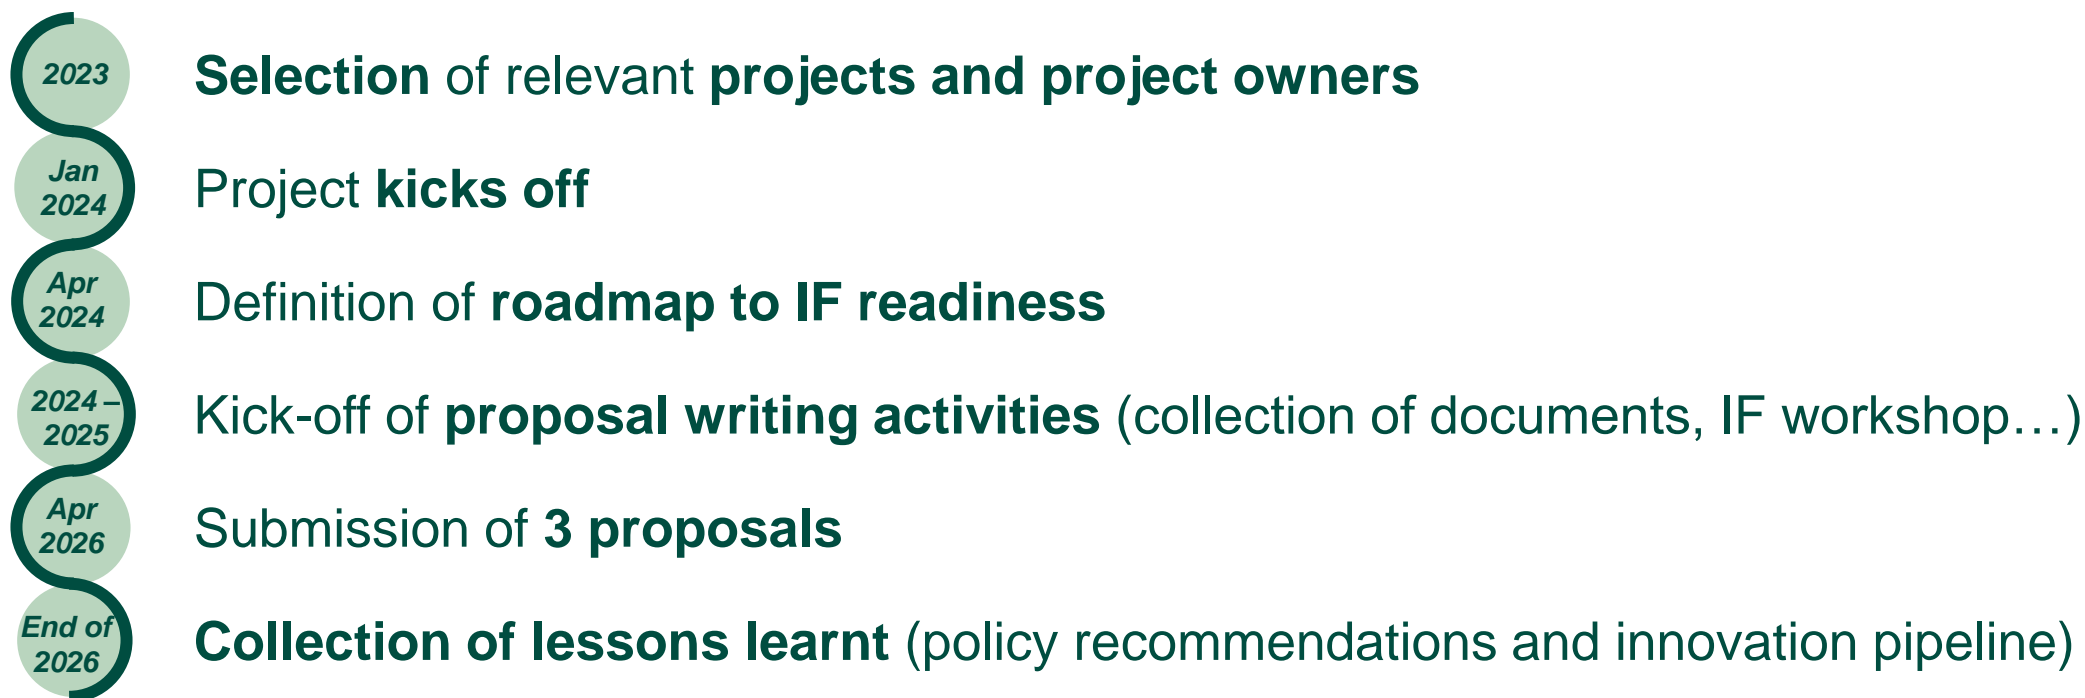 2023
Selection of relevant projects and project owners
Jan
2024
Project kicks off
Apr
2024
Definition of roadmap to IF readiness
2024 –
2025
Kick-off of proposal writing activities (collection of documents, IF workshop…)
Apr
2026
Submission of 3 proposals
End of
2026
Collection of lessons learnt (policy recommendations and innovation pipeline)